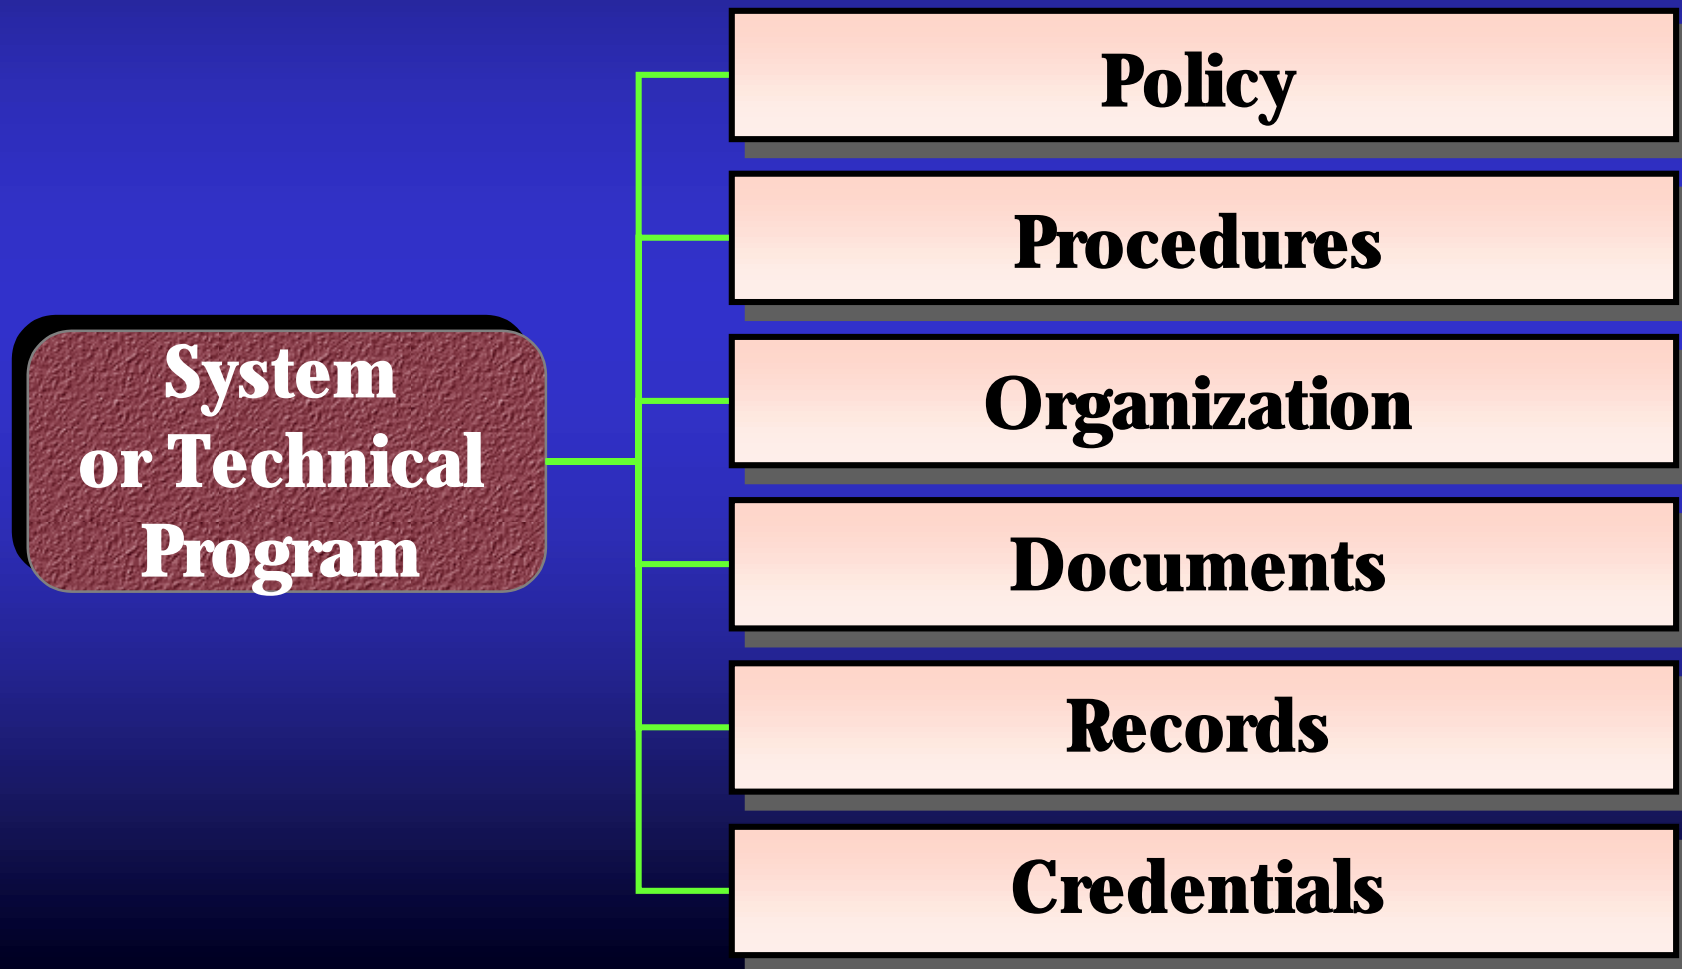 System
or Technical
Program
Policy
Procedures
Organization
Documents
Records
Credentials